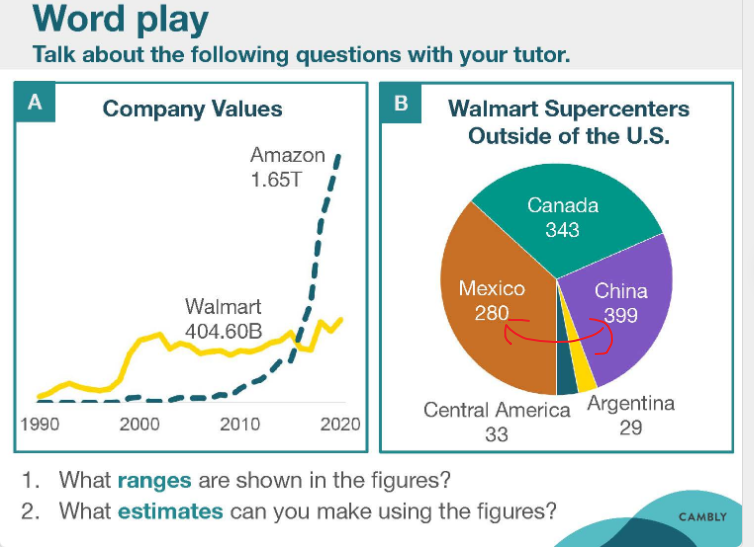 Word play
Talk about the following questions with your tutor.
A
Company Values
Amazon
1.65T
Walmart
404.60B
1990
2000
2010
2020
B
Walmart Supercenters
Outside of the U.S.
Canada
343
Mexico
280
China
399
Central America
33
Argentina
29
1. What ranges are shown in the figures?
2. What estimates can you make using the figures?
CAMBLY